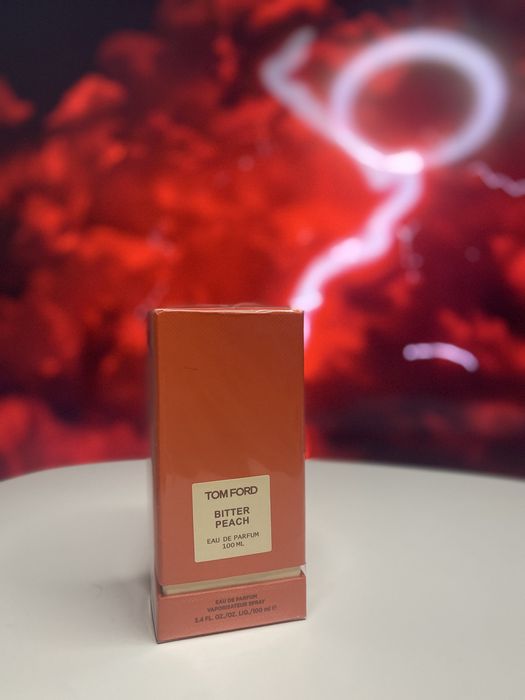 TOM FORD
BITTER
PEACH
EAU DE PARFUM
100 ML
EAU DE PARFUM
VAPORISATEUR SPRAY
3.4 FL. OZ./OZ. LIQ./100 ml ℮